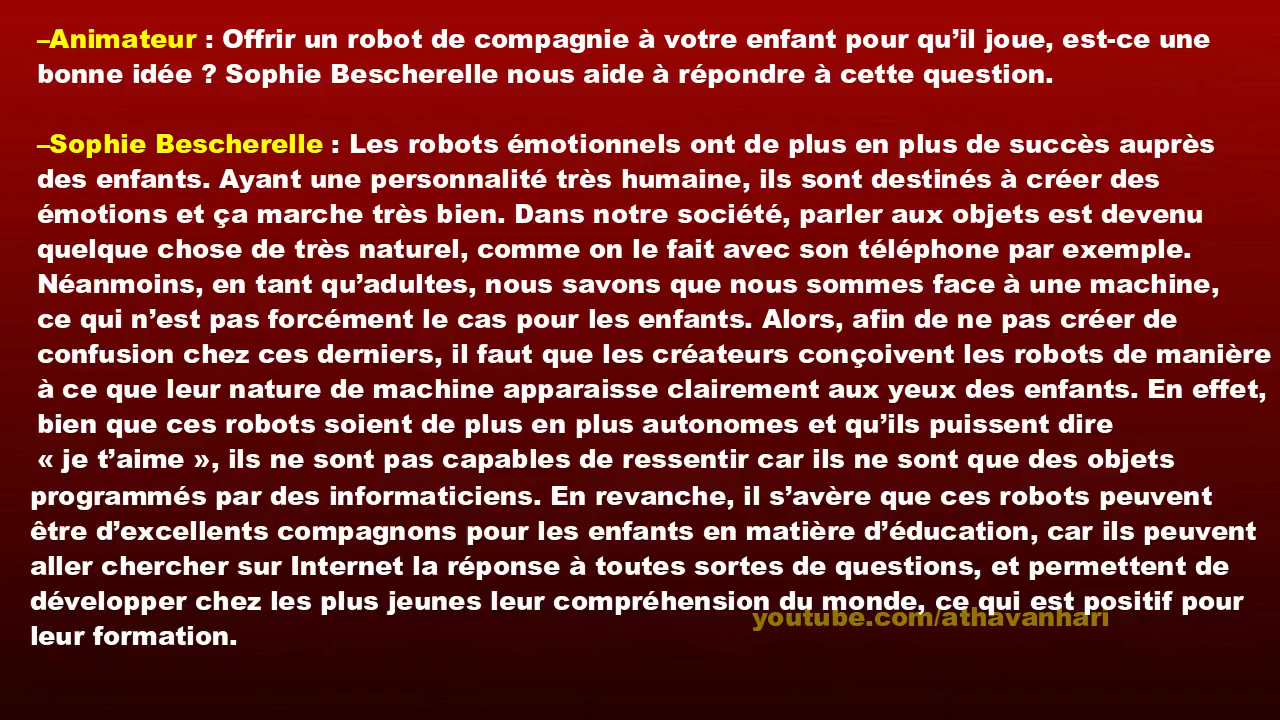 –Animateur : Offrir un robot de compagnie à votre enfant pour qu’il joue, est-ce une
bonne idée ? Sophie Bescherelle nous aide à répondre à cette question.
–Sophie Bescherelle : Les robots émotionnels ont de plus en plus de succès auprès
des enfants. Ayant une personnalité très humaine, ils sont destinés à créer des
émotions et ça marche très bien. Dans notre société, parler aux objets est devenu
quelque chose de très naturel, comme on le fait avec son téléphone par exemple.
Néanmoins, en tant qu’adultes, nous savons que nous sommes face à une machine,
ce qui n’est pas forcément le cas pour les enfants. Alors, afin de ne pas créer de
confusion chez ces derniers, il faut que les créateurs conçoivent les robots de manière
à ce que leur nature de machine apparaisse clairement aux yeux des enfants. En effet,
bien que ces robots soient de plus en plus autonomes et qu’ils puissent dire
« je t’aime », ils ne sont pas capables de ressentir car ils ne sont que des objets
programmés par des informaticiens. En revanche, il s’avère que ces robots peuvent
être d’excellents compagnons pour les enfants en matière d’éducation, car ils peuvent
aller chercher sur Internet la réponse à toutes sortes de questions, et permettent de
développer chez les plus jeunes leur compréhension du monde, ce qui est positif pour
youtube.com/athavanhari
leur formation.